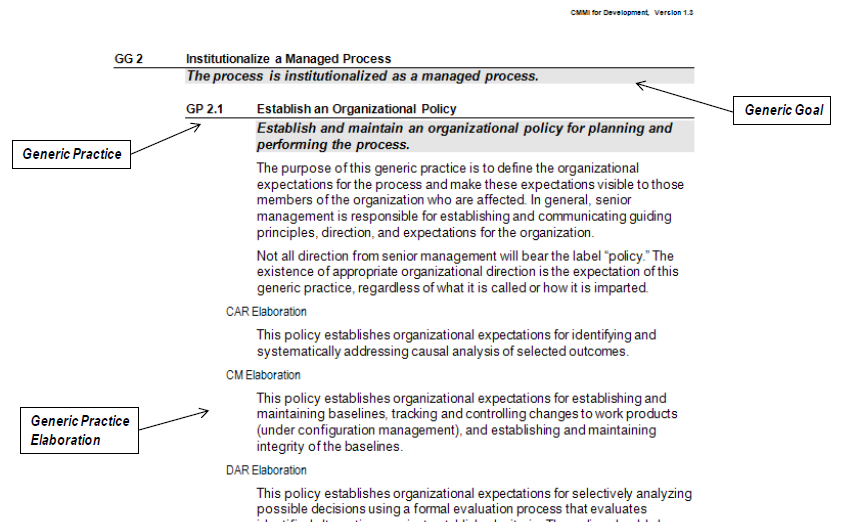 CMMI for Development, Version 1.3
GG 2 Institutionalize a Managed Process
The process is institutionalized as a managed process.
Generic Goal
GP 2.1 Establish an Organizational Policy
Establish and maintain an organizational policy for planning and
performing the process.
Generic Practice
The purpose of this generic practice is to define the organizational
expectations for the process and make these expectations visible to those
members of the organization who are affected. In general, senior
management is responsible for establishing and communicating guiding
principles, direction, and expectations for the organization.
Not all direction from senior management will bear the label “policy.” The
existence of appropriate organizational direction is the expectation of this
generic practice, regardless of what it is called or how it is imparted.
CAR Elaboration
This policy establishes organizational expectations for identifying and
systematically addressing causal analysis of selected outcomes.
CM Elaboration
This policy establishes organizational expectations for establishing and
maintaining baselines, tracking and controlling changes to work products
(under configuration management), and establishing and maintaining
integrity of the baselines.
Generic Practice
Elaboration
DAR Elaboration
This policy establishes organizational expectations for selectively analyzing
possible decisions using a formal evaluation process that evaluates